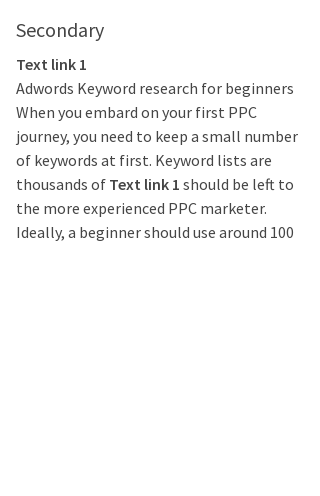 Secondary
Text link 1
Adwords Keyword research for beginners
When you embard on your first PPC
journey, you need to keep a small number
of keywords at first. Keyword lists are
thousands of Text link 1 should be left to
the more experienced PPC marketer.
Ideally, a beginner should use around 100